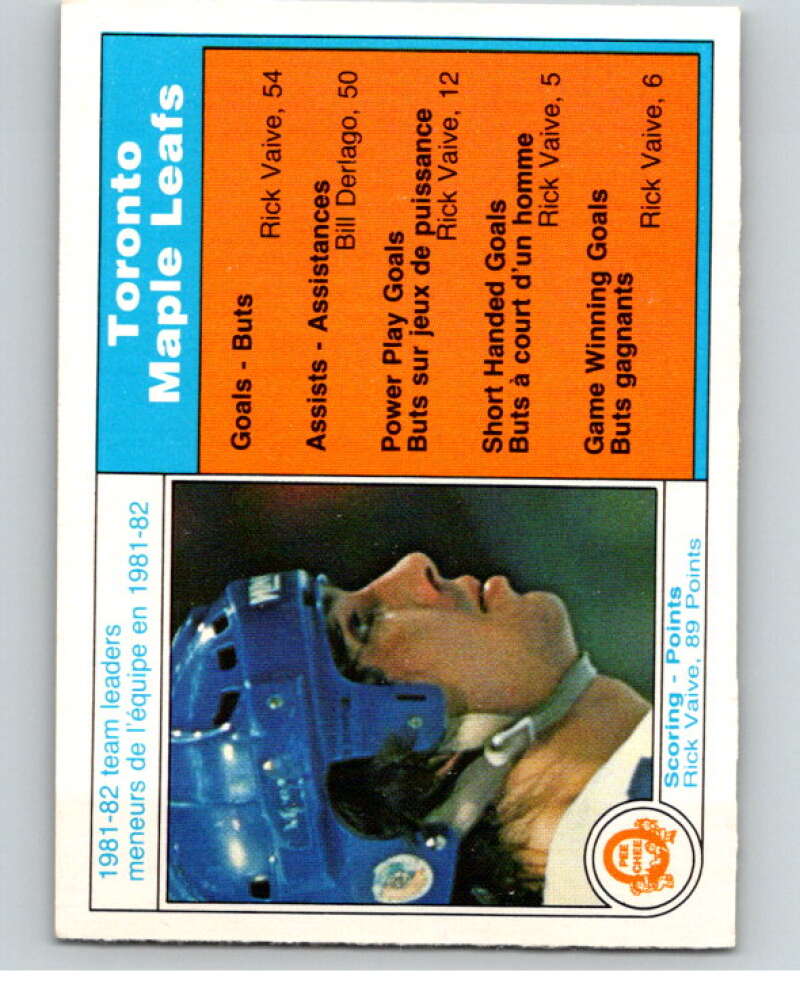 1981-82 team leaders
meneurs de l'équipe en 1981-82
Toronto
Maple Leafs
Goals - Buts
Rick Vaive, 54
Assists - Assistances
Bill Derlago, 50
Power Play Goals
Buts sur jeux de puissance
Rick Vaive, 12
Short Handed Goals
Buts à court d'un homme
Rick Vaive, 5
Game Winning Goals
Buts gagnants
Rick Vaive, 6
Scoring - Points
Rick Vaive, 89 Points
O
PEE
CHEE